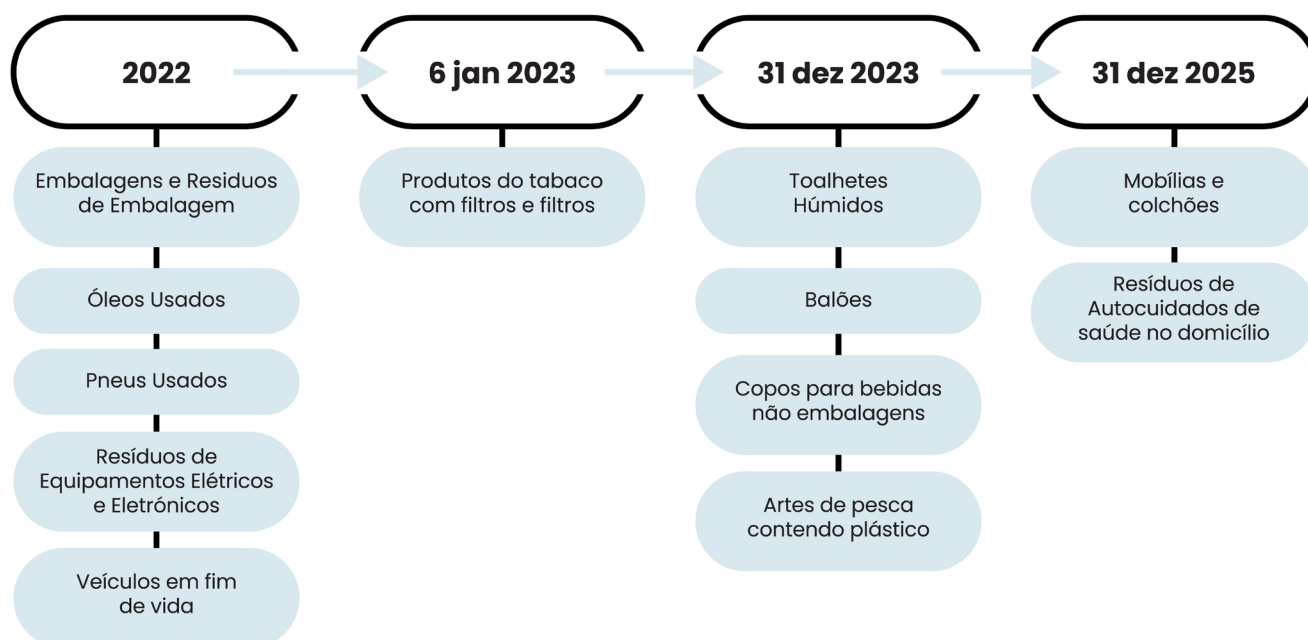 2022
Embalagens e Residuos
de Embalagem
Óleos Usados
Pneus Usados
Resíduos de
Equipamentos Elétricos
e Eletrónicos
Veículos em fim
de vida
6 jan 2023
Produtos do tabaco
com filtros e filtros
31 dez 2023
Toalhetes
Húmidos
Balões
Copos para bebidas
não embalagens
Artes de pesca
contendo plástico
31 dez 2025
Mobílias e
colchões
Resíduos de
Autocuidados de
saúde no domicílio